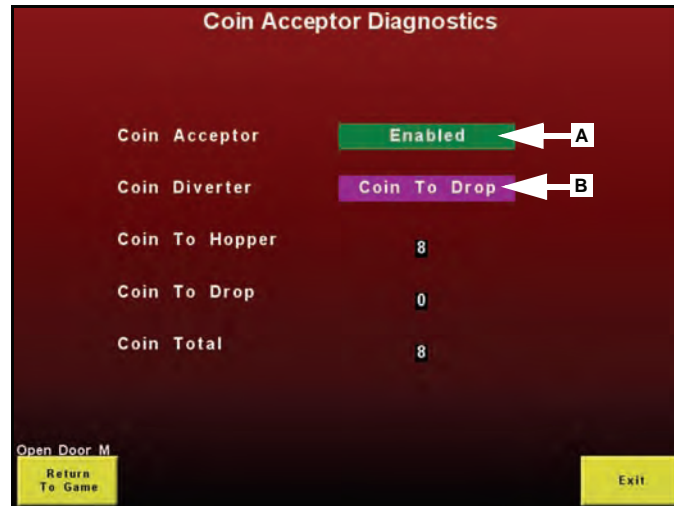 Coin Acceptor Diagnostics
Coin Acceptor Enabled A
Coin Diverter Coin To Drop B
Coin To Hopper 8
Coin To Drop 0
Coin Total 8
Open Door M
Return
To Game
Exit